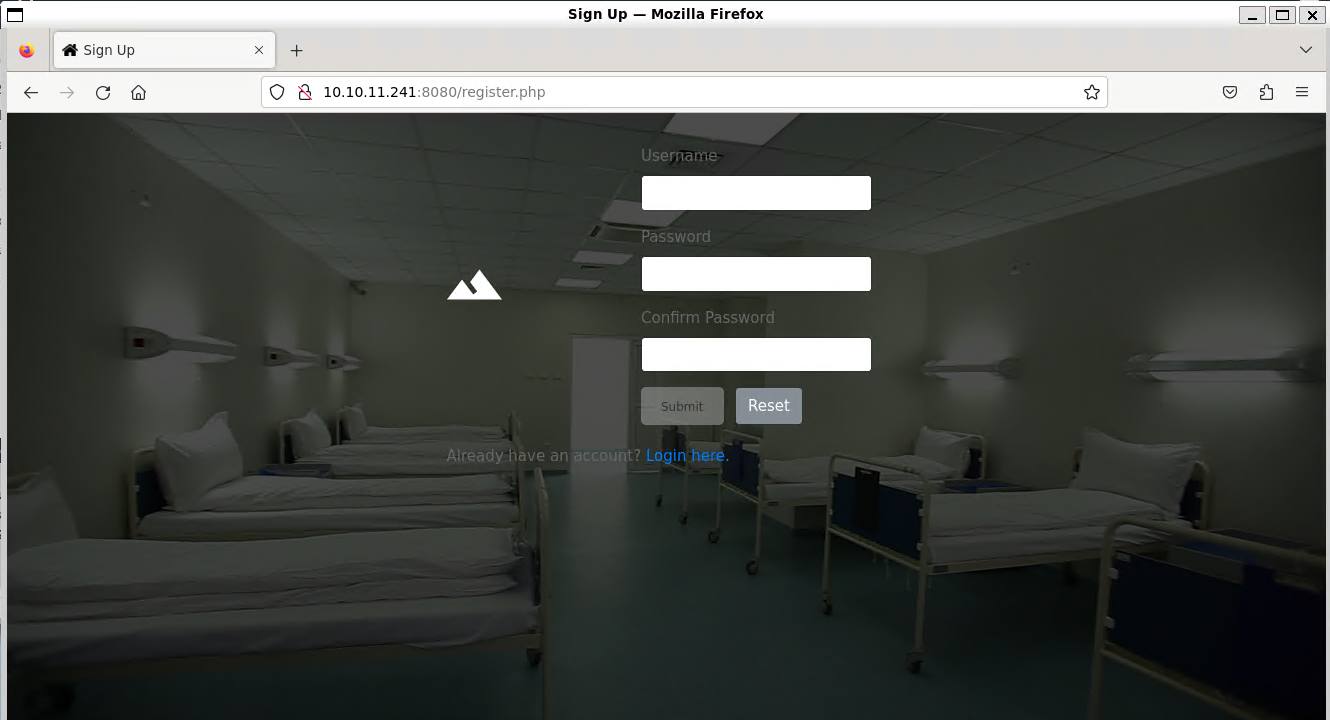 Sign Up — Mozilla Firefox
Sign Up
10.10.11.241:8080/register.php
Username
Password
Confirm Password
Submit Reset
Already have an account? Login here.